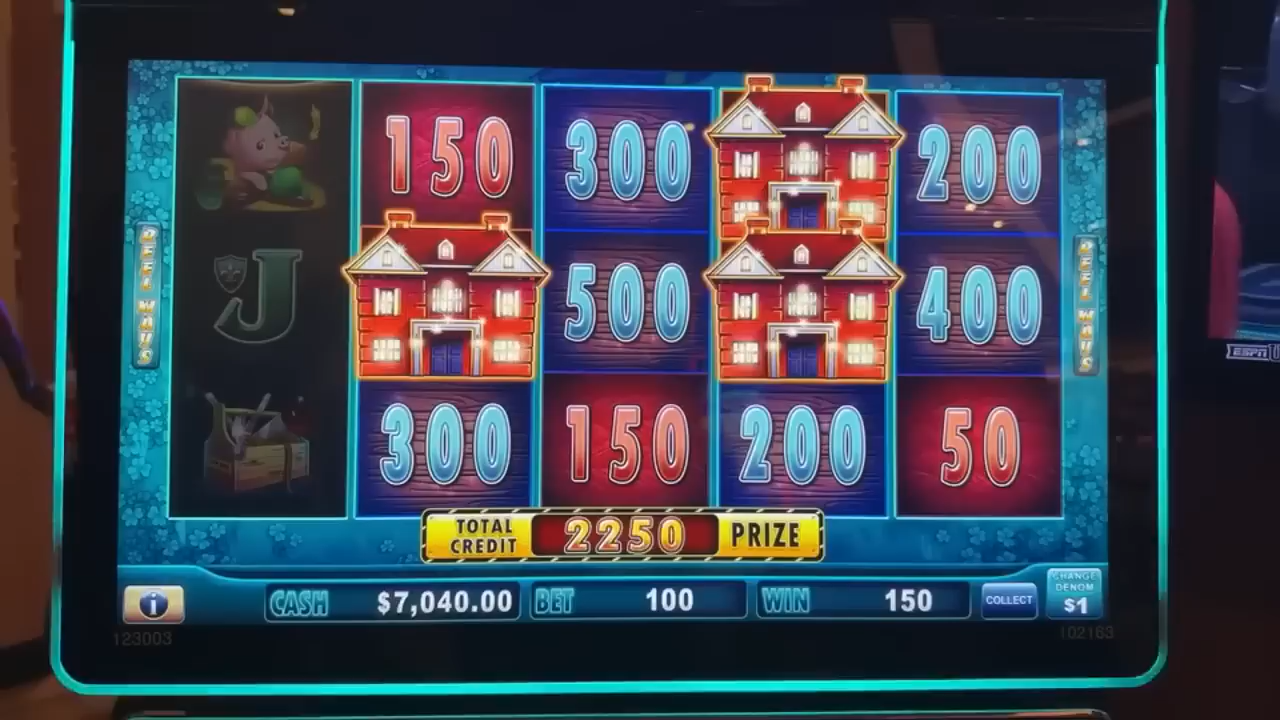 150 300 200
J 500 400
300 150 200 50
REEL WAYS
REEL WAYS
TOTAL CREDIT 2250 PRIZE
i CASH $7,040.00 BET 100 WIN 150 COLLECT CHANGE DENOM $1
123003 102163
ESPN